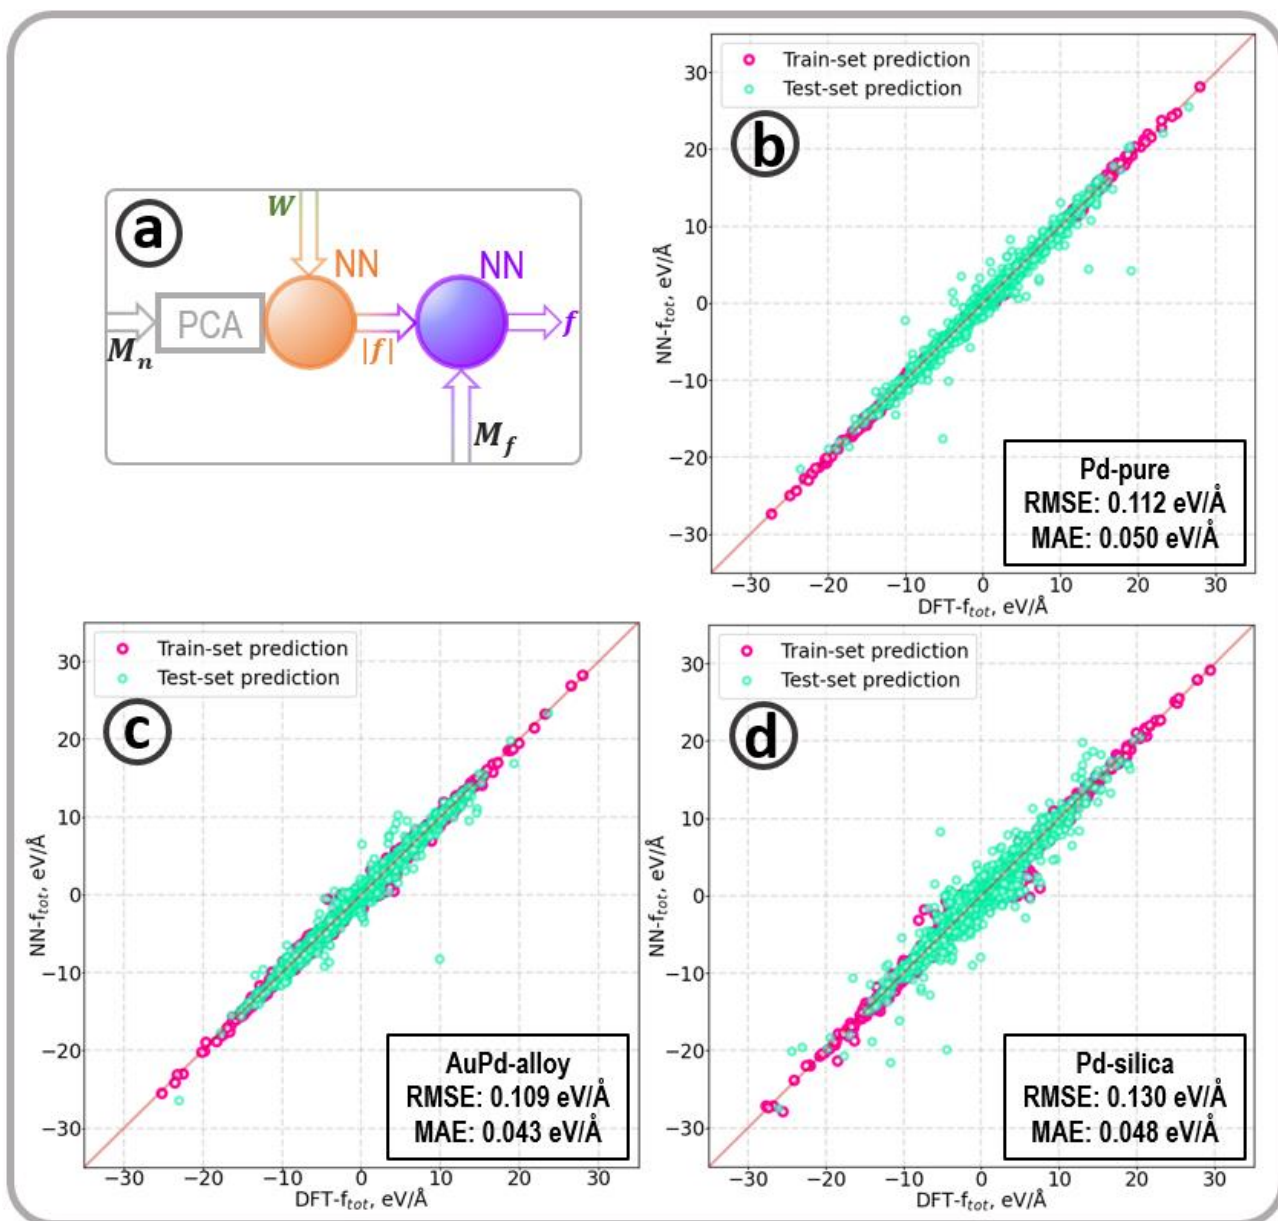 a
W
NN
NN
PCA
f
M_n
|f|
M_f
Train-set prediction
Test-set prediction
b
30
20
10
0
−10
−20
−30
NN-f_tot, eV/Å
Pd-pure
RMSE: 0.112 eV/Å
MAE: 0.050 eV/Å
−30 −20 −10 0 10 20 30
DFT-f_tot, eV/Å
Train-set prediction
Test-set prediction
c
30
20
10
0
−10
−20
−30
NN-f_tot, eV/Å
AuPd-alloy
RMSE: 0.109 eV/Å
MAE: 0.043 eV/Å
−30 −20 −10 0 10 20 30
DFT-f_tot, eV/Å
Train-set prediction
Test-set prediction
d
30
20
10
0
−10
−20
−30
NN-f_tot, eV/Å
Pd-silica
RMSE: 0.130 eV/Å
MAE: 0.048 eV/Å
−30 −20 −10 0 10 20 30
DFT-f_tot, eV/Å